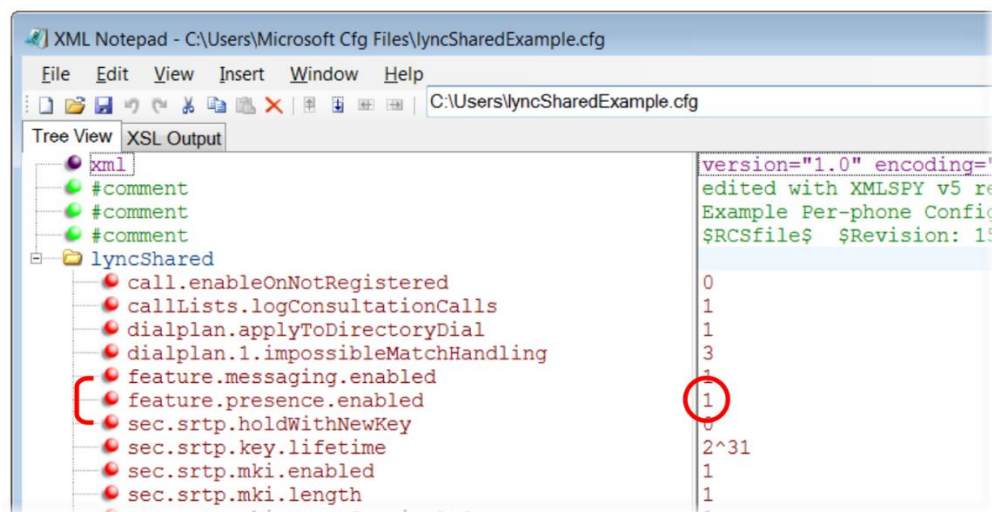 XML Notepad - C:\Users\Microsoft Cfg Files\lyncSharedExample.cfg
File Edit View Insert Window Help
C:\Users\lyncSharedExample.cfg
Tree View XSL Output
xml version="1.0" encoding="
#comment edited with XMLSPY v5 re
#comment Example Per-phone Config
#comment $RCSfile$ $Revision: 15
lyncShared
call.enableOnNotRegistered 0
callLists.logConsultationCalls 1
dialplan.applyToDirectoryDial 1
dialplan.1.impossibleMatchHandling 3
feature.messaging.enabled 1
feature.presence.enabled 1
sec.srtp.holdWithNewKey 0
sec.srtp.key.lifetime 2^31
sec.srtp.mki.enabled 1
sec.srtp.mki.length 1